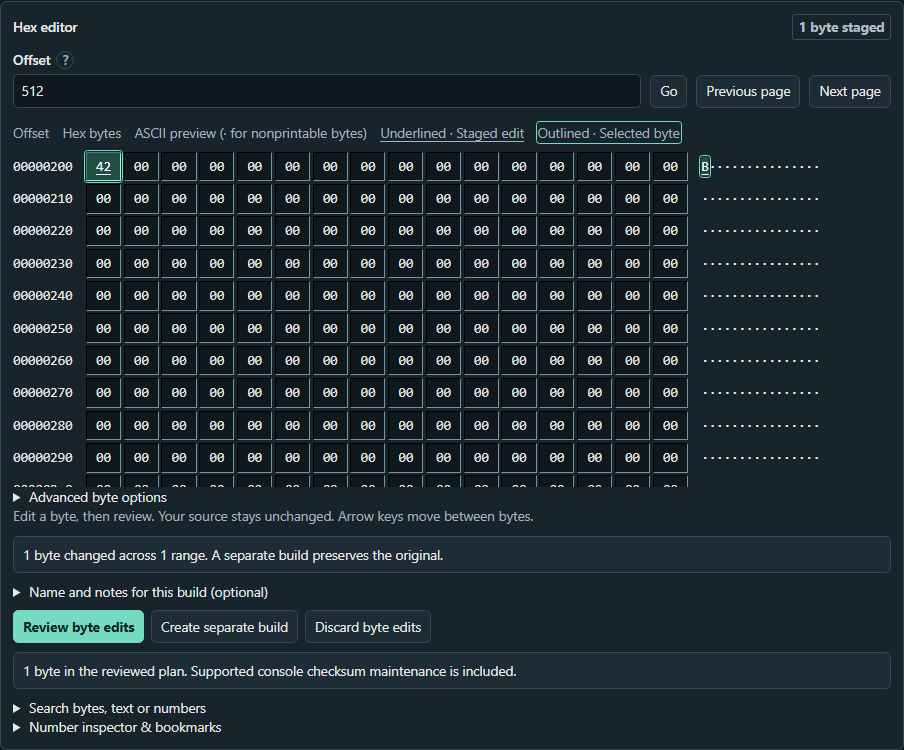 Hex editor
1 byte staged
Offset ?
512
Go
Previous page
Next page
Offset Hex bytes ASCII preview (· for nonprintable bytes) Underlined · Staged edit Outlined · Selected byte
00000200 42 00 00 00 00 00 00 00 00 00 00 00 00 00 00 00 B···············
00000210 00 00 00 00 00 00 00 00 00 00 00 00 00 00 00 00 ················
00000220 00 00 00 00 00 00 00 00 00 00 00 00 00 00 00 00 ················
00000230 00 00 00 00 00 00 00 00 00 00 00 00 00 00 00 00 ················
00000240 00 00 00 00 00 00 00 00 00 00 00 00 00 00 00 00 ················
00000250 00 00 00 00 00 00 00 00 00 00 00 00 00 00 00 00 ················
00000260 00 00 00 00 00 00 00 00 00 00 00 00 00 00 00 00 ················
00000270 00 00 00 00 00 00 00 00 00 00 00 00 00 00 00 00 ················
00000280 00 00 00 00 00 00 00 00 00 00 00 00 00 00 00 00 ················
00000290 00 00 00 00 00 00 00 00 00 00 00 00 00 00 00 00 ················
Advanced byte options
Edit a byte, then review. Your source stays unchanged. Arrow keys move between bytes.
1 byte changed across 1 range. A separate build preserves the original.
Name and notes for this build (optional)
Review byte edits
Create separate build
Discard byte edits
1 byte in the reviewed plan. Supported console checksum maintenance is included.
Search bytes, text or numbers
Number inspector & bookmarks